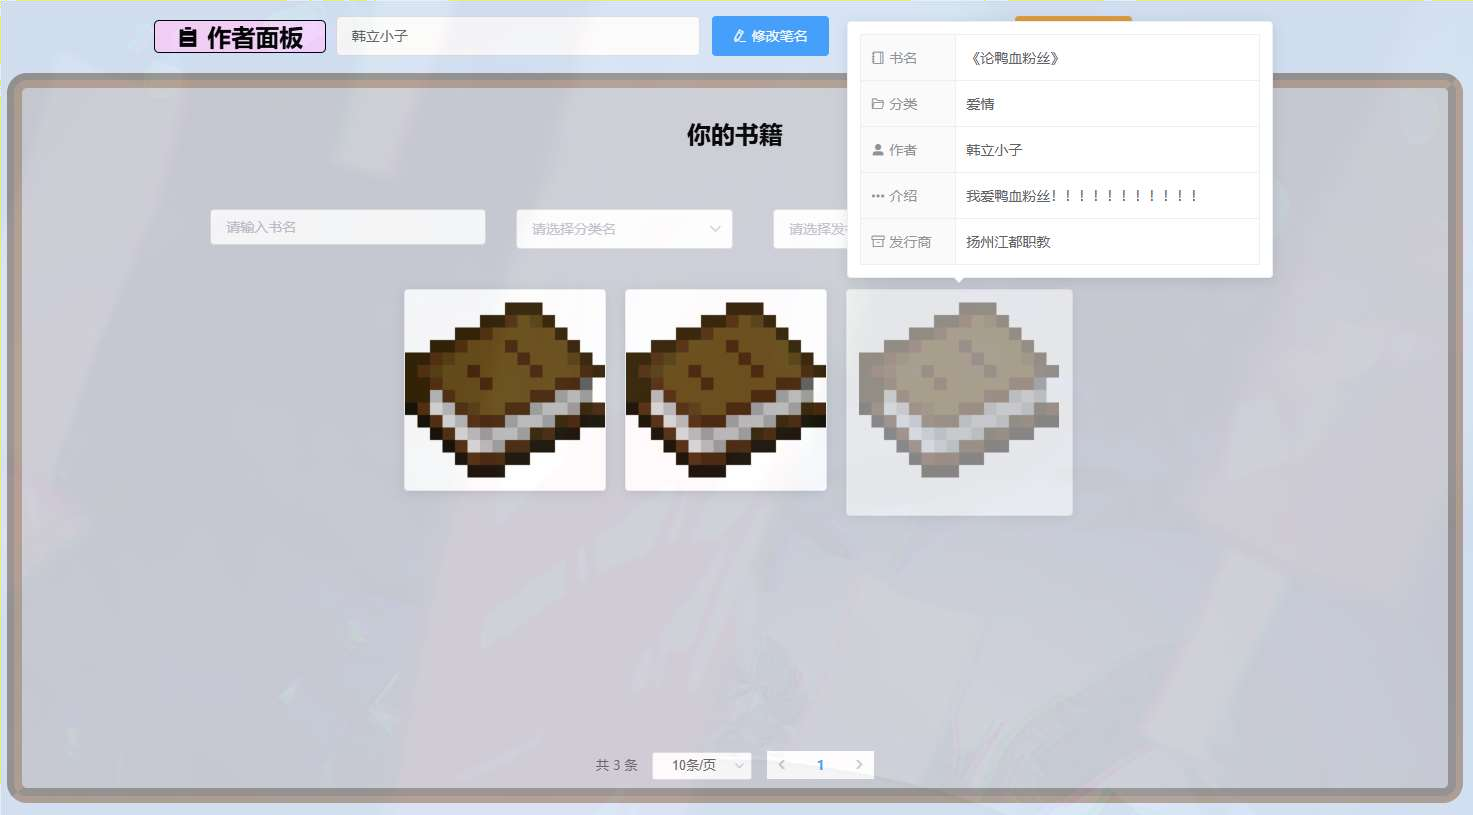 作者面板
韩立小子
修改笔名
书名 《论鸭血粉丝》
分类 爱情
作者 韩立小子
介绍 我爱鸭血粉丝！！！！！！！！！！！
发行商 扬州江都职教
你的书籍
请输入书名
请选择分类名
请选择发
共 3 条
10条/页
1